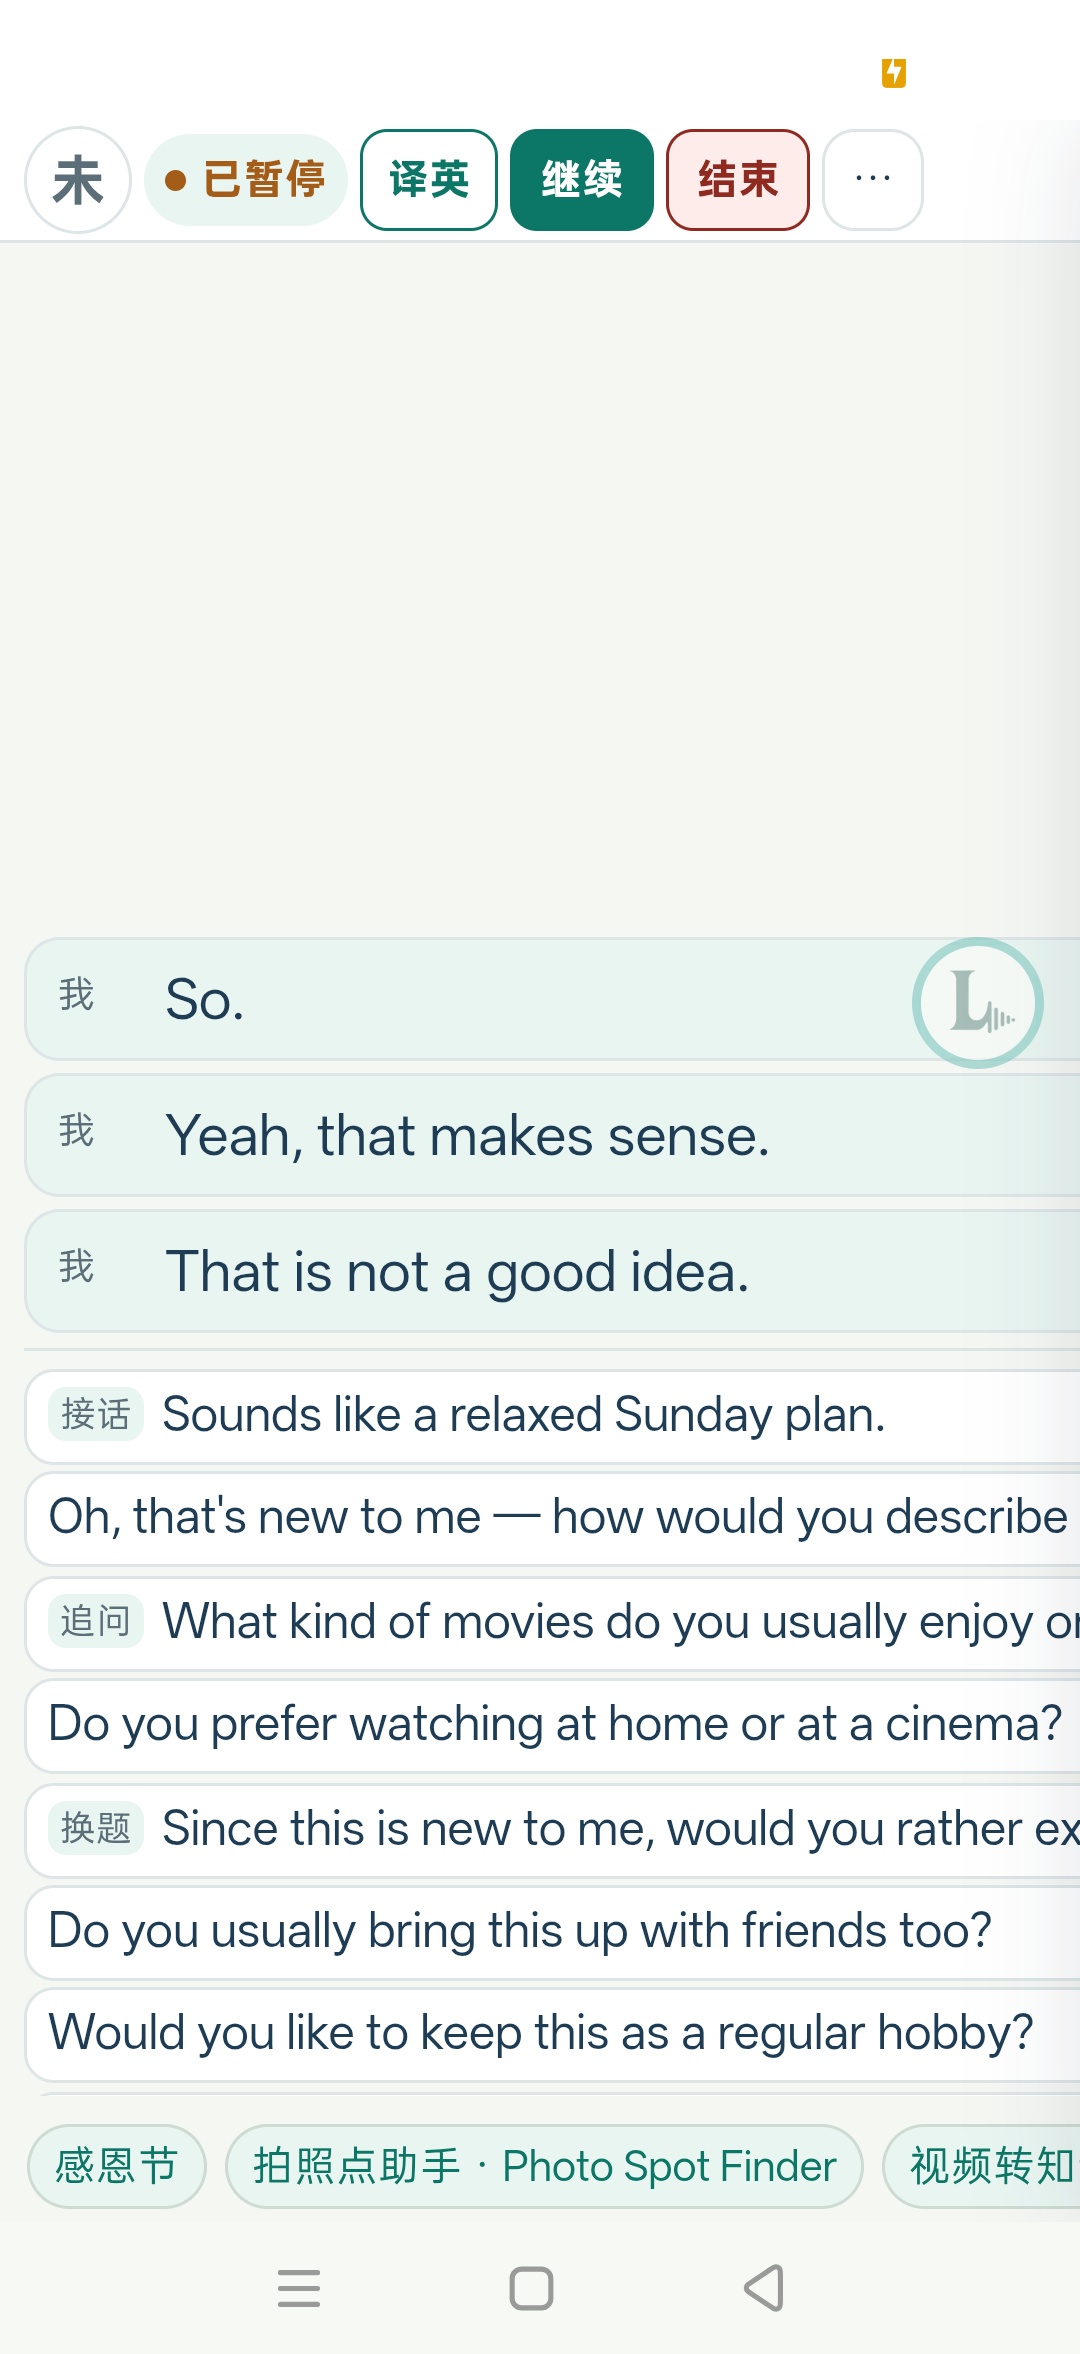 未 已暂停 译英 继续 结束 ...
我 So.
L
我 Yeah, that makes sense.
我 That is not a good idea.
接话 Sounds like a relaxed Sunday plan.
Oh, that's new to me — how would you describe
追问 What kind of movies do you usually enjoy or
Do you prefer watching at home or at a cinema?
换题 Since this is new to me, would you rather ex
Do you usually bring this up with friends too?
Would you like to keep this as a regular hobby?
感恩节 拍照点助手 · Photo Spot Finder 视频转知